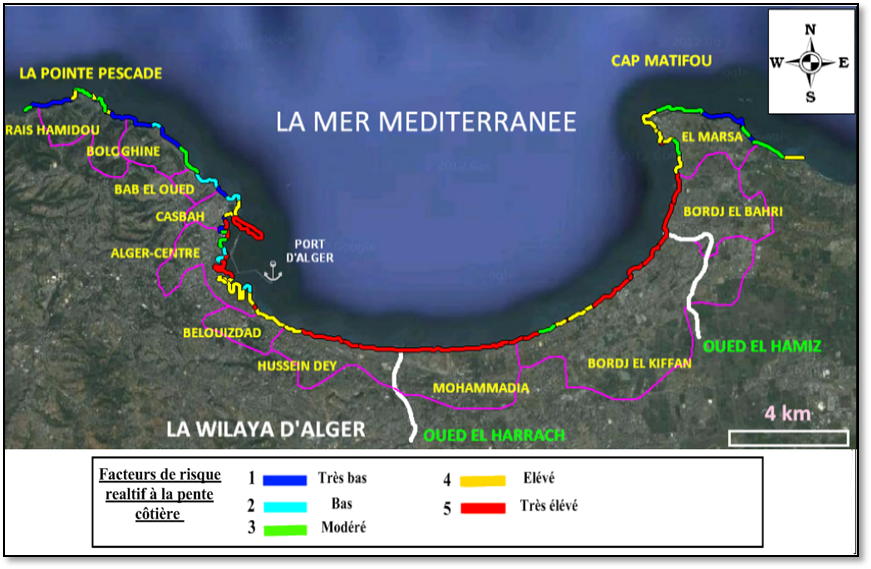 N
W E
S
CAP MATIFOU
LA POINTE PESCADE
LA MER MEDITERRANEE
RAIS HAMIDOU
EL MARSA
BOLOGHINE
BAB EL OUED
CASBAH
BORDJ EL BAHRI
ALGER-CENTRE
PORT
D'ALGER
BELOUIZDAD
OUED EL HAMIZ
HUSSEIN DEY
BORDJ EL KIFFAN
MOHAMMADIA
4 km
LA WILAYA D'ALGER
OUED EL HARRACH
Facteurs de risque
realtif à la pente
côtière
1 Très bas
2 Bas
3 Modéré
4 Elévé
5 Très élévé